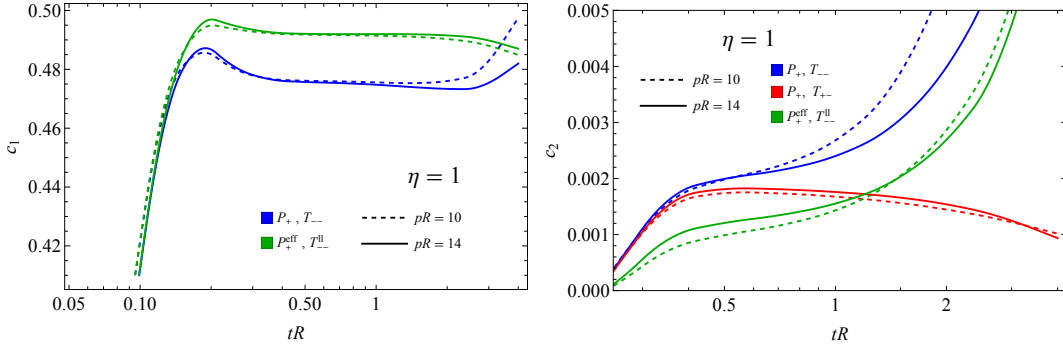 0.50
0.48
0.46
0.44
0.42
c₁
η = 1
P₊ , T₋₋
P₊ᵉᶠᶠ , T₋₋ˡˡ
pR = 10
pR = 14
0.05 0.10 0.50 1
tR
0.005
0.004
0.003
0.002
0.001
0.000
c₂
η = 1
pR = 10
pR = 14
P₊, T₋₋
P₊, T₊₋
P₊ᵉᶠᶠ, T₋₋ˡˡ
0.5 1 2
tR